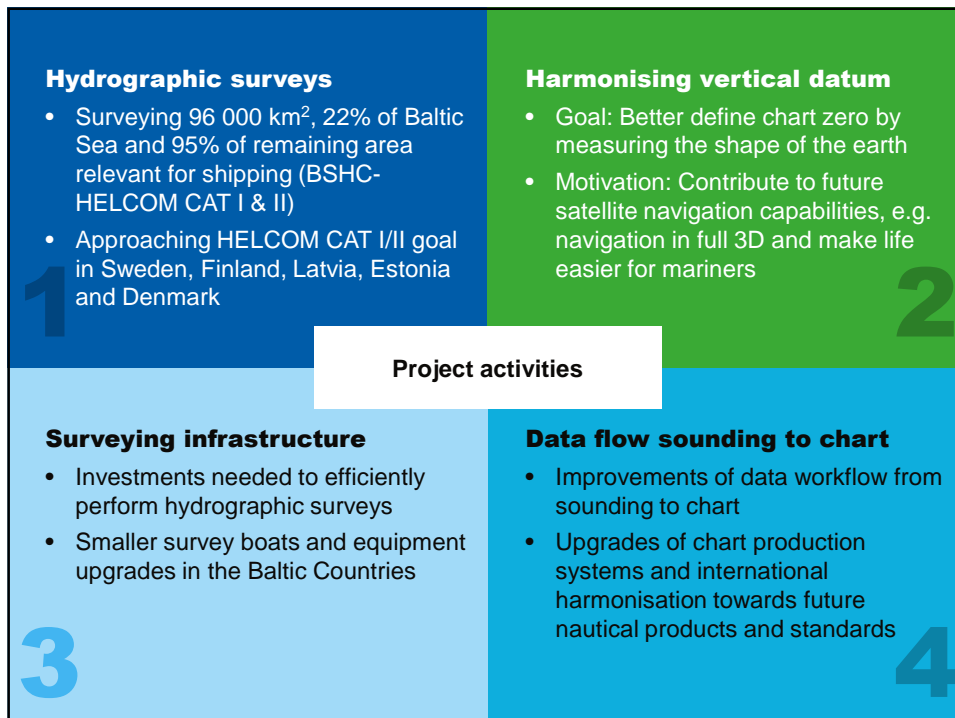 Hydrographic surveys
• Surveying 96 000 km², 22% of Baltic
Sea and 95% of remaining area
relevant for shipping (BSHC-
HELCOM CAT I & II)
• Approaching HELCOM CAT I/II goal
in Sweden, Finland, Latvia, Estonia
and Denmark
1
Harmonising vertical datum
• Goal: Better define chart zero by
measuring the shape of the earth
• Motivation: Contribute to future
satellite navigation capabilities, e.g.
navigation in full 3D and make life
easier for mariners
2
Project activities
Surveying infrastructure
• Investments needed to efficiently
perform hydrographic surveys
• Smaller survey boats and equipment
upgrades in the Baltic Countries
3
Data flow sounding to chart
• Improvements of data workflow from
sounding to chart
• Upgrades of chart production
systems and international
harmonisation towards future
nautical products and standards
4